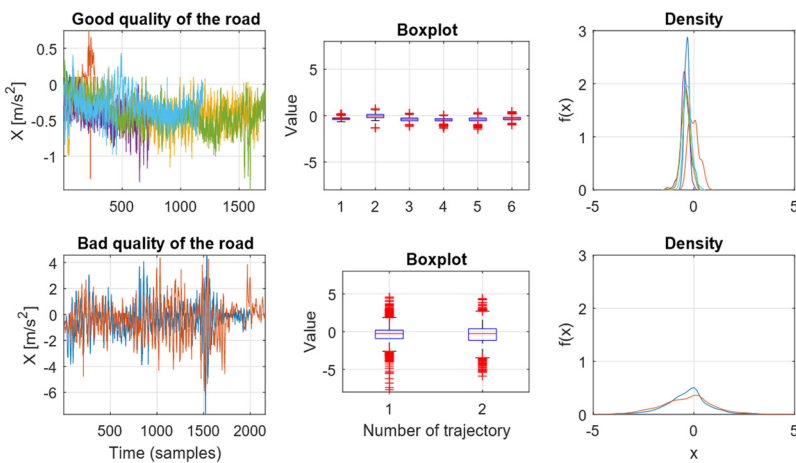 Good quality of the road
X [m/s²]
0.5
0
-0.5
-1
500 1000 1500
Boxplot
Value
5
0
-5
1 2 3 4 5 6
Density
f(x)
3
2
1
0
-5 0 5
Bad quality of the road
X [m/s²]
4
2
0
-2
-4
-6
500 1000 1500 2000
Time (samples)
Boxplot
Value
5
0
-5
1 2
Number of trajectory
Density
f(x)
3
2
1
0
-5 0 5
x